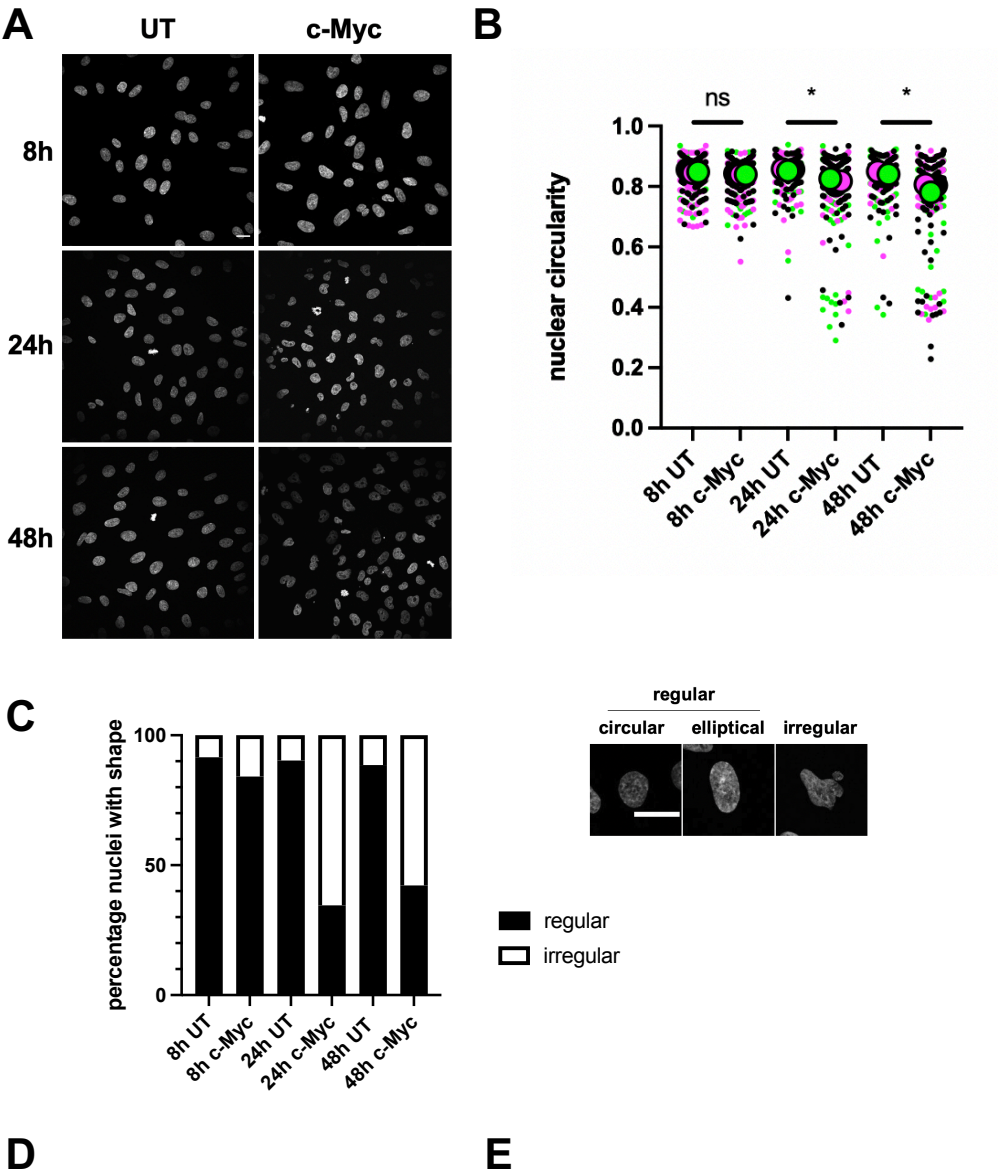 A
UT
c-Myc
8h
24h
48h
B
ns
*
*
nuclear circularity
1.0
0.8
0.6
0.4
0.2
0.0
8h UT
8h c-Myc
24h UT
24h c-Myc
48h UT
48h c-Myc
C
percentage nuclei with shape
100
50
0
8h UT
8h c-Myc
24h UT
24h c-Myc
48h UT
48h c-Myc
regular
circular
elliptical
irregular
regular
irregular
D
E